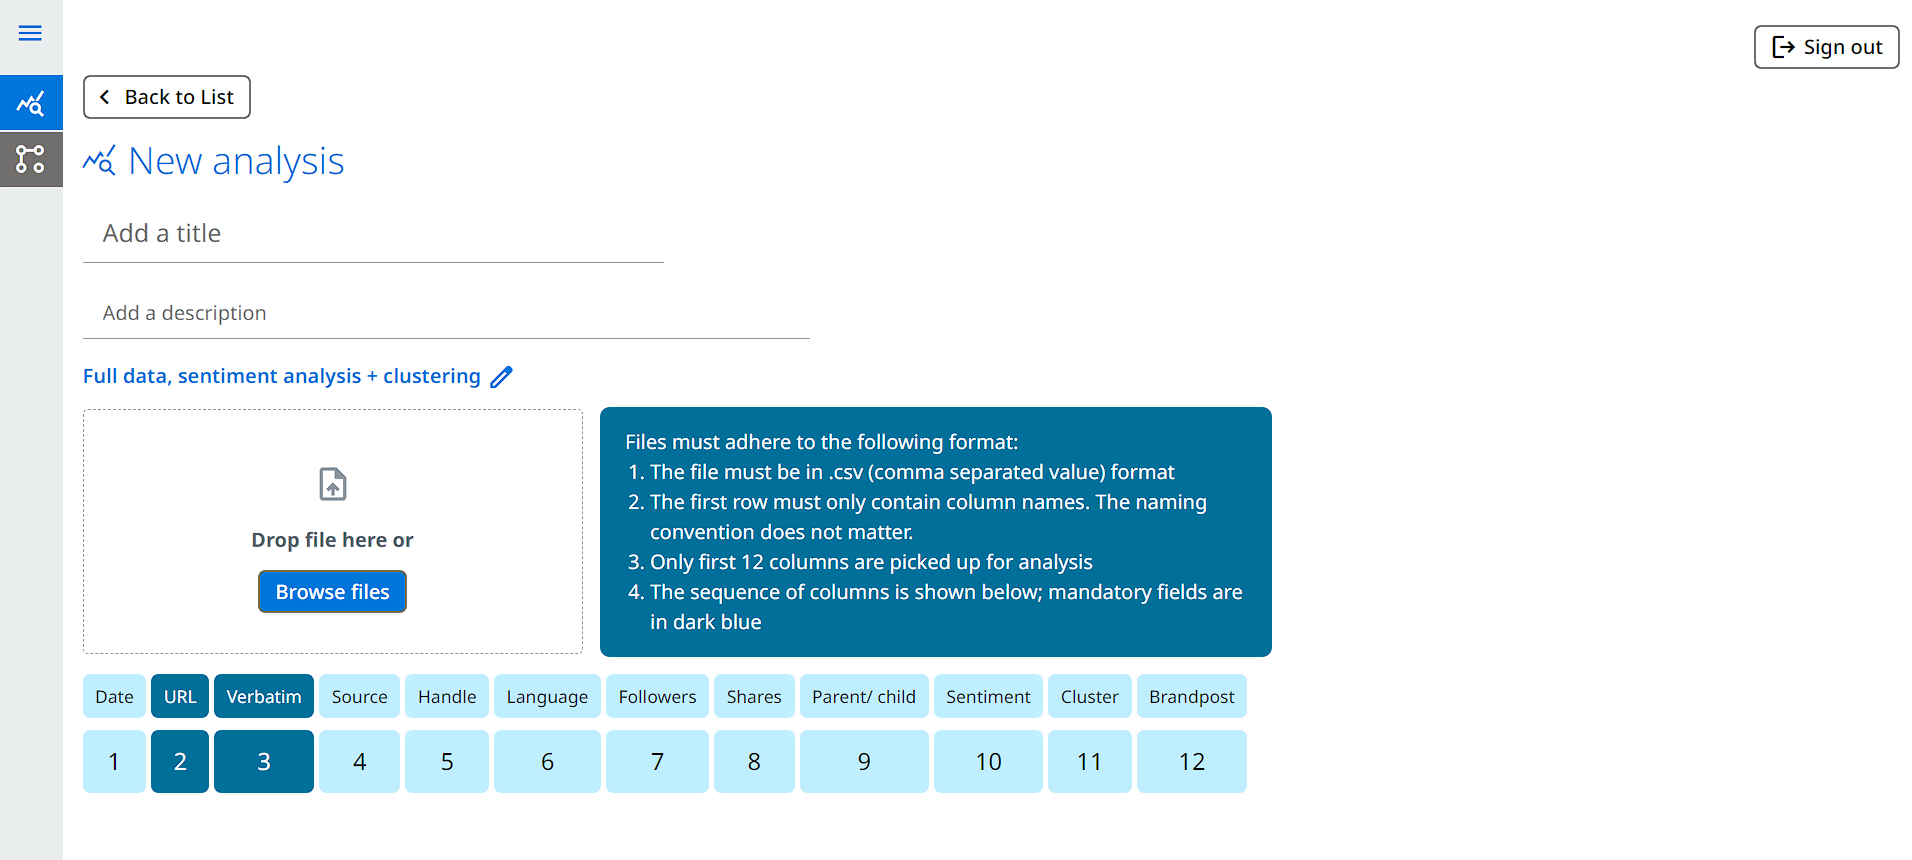 Sign out
Back to List
New analysis
Add a title
Add a description
Full data, sentiment analysis + clustering
Drop file here or
Browse files
Files must adhere to the following format:
1. The file must be in .csv (comma separated value) format
2. The first row must only contain column names. The naming
convention does not matter.
3. Only first 12 columns are picked up for analysis
4. The sequence of columns is shown below; mandatory fields are
in dark blue
Date URL Verbatim Source Handle Language Followers Shares Parent/ child Sentiment Cluster Brandpost
1 2 3 4 5 6 7 8 9 10 11 12